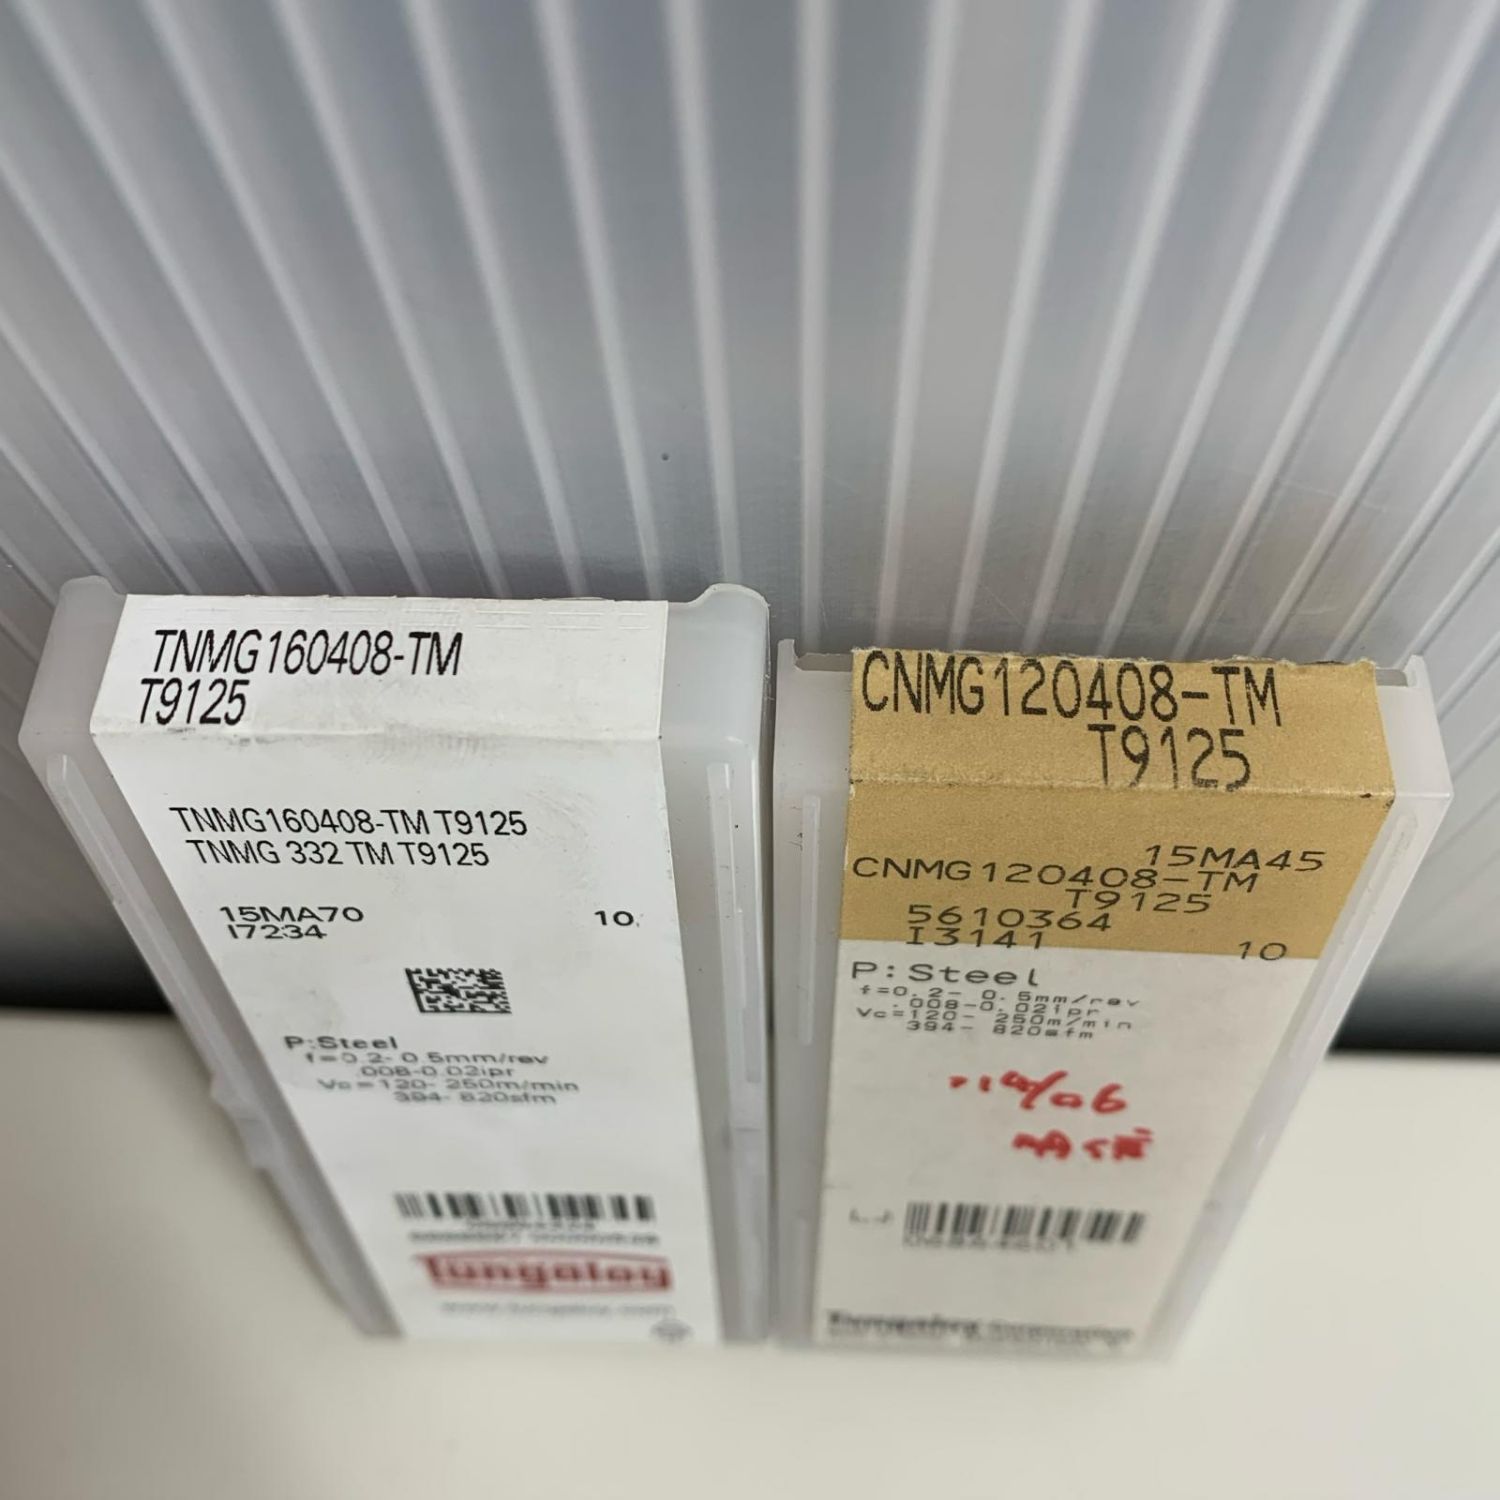 TNMG160408-TM
T9125
TNMG160408-TM T9125
TNMG 332 TM T9125
15MA70
I7234
10
P:Steel
f=0.2- 0.5mm/rev
.008-0.02ipr
Vc=120- 250m/min
394- 820sfm
Tungaloy
CNMG120408-TM
T9125
15MA45
CNMG120408-TM
T9125
5610364
I3141
10
P:Steel
f=0.2- 0.5mm/rev
.008-0.02ipr
Vc=120- 250m/min
394- 820sfm